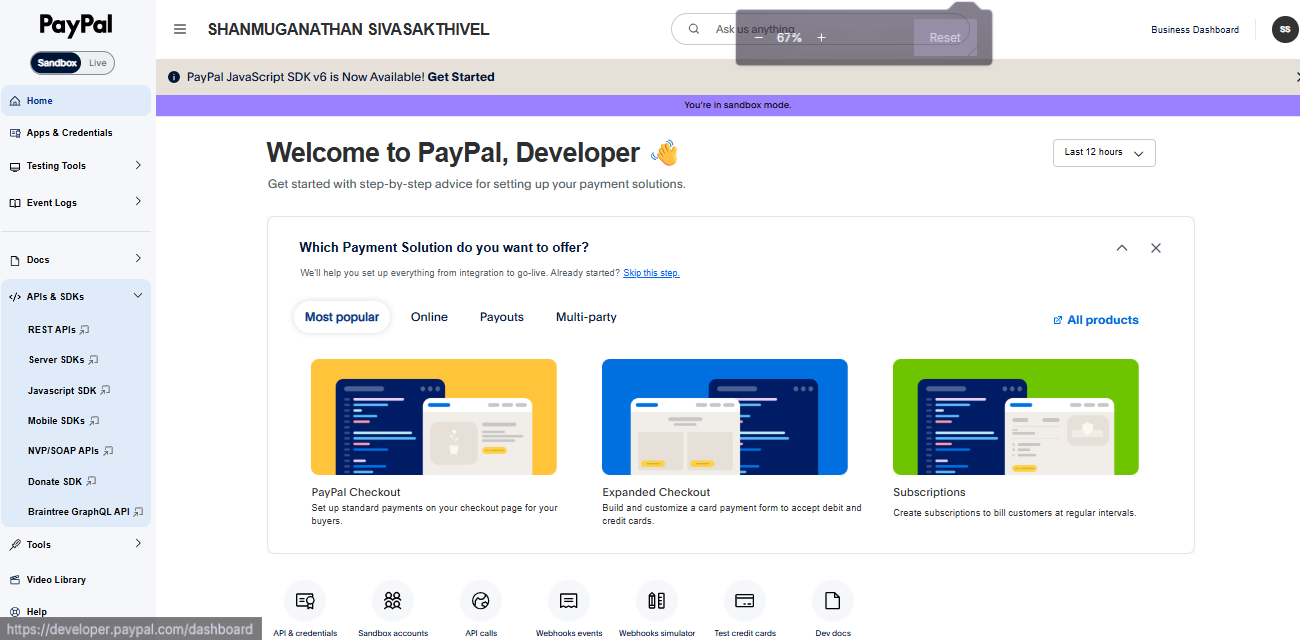 PayPal
SHANMUGANATHAN SIVASAKTHIVEL
Ask us anything
67%
Reset
Business Dashboard
SS
Sandbox
Live
PayPal JavaScript SDK v6 is Now Available! Get Started
You're in sandbox mode.
Home
Apps & Credentials
Testing Tools
Event Logs
Docs
APIs & SDKs
REST APIs
Server SDKs
Javascript SDK
Mobile SDKs
NVP/SOAP APIs
Donate SDK
Braintree GraphQL API
Tools
Video Library
Help
https://developer.paypal.com/dashboard
Welcome to PayPal, Developer 👋
Last 12 hours
Get started with step-by-step advice for setting up your payment solutions.
Which Payment Solution do you want to offer?
We'll help you set up everything from integration to go-live. Already started? Skip this step.
Most popular
Online
Payouts
Multi-party
All products
PayPal Checkout
Set up standard payments on your checkout page for your
buyers.
Expanded Checkout
Build and customize a card payment form to accept debit and
credit cards.
Subscriptions
Create subscriptions to bill customers at regular intervals.
API & credentials
Sandbox accounts
API calls
Webhooks events
Webhooks simulator
Test credit cards
Dev docs